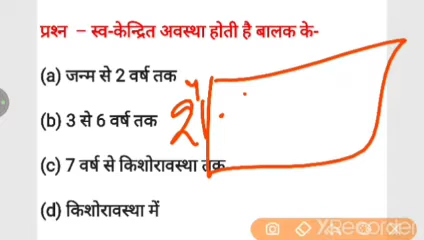 प्रश्न – स्व-केन्द्रित अवस्था होती है बालक के-
(a) जन्म से 2 वर्ष तक
(b) 3 से 6 वर्ष तक
(c) 7 वर्ष से किशोरावस्था तक
(d) किशोरावस्था में
XRecorder